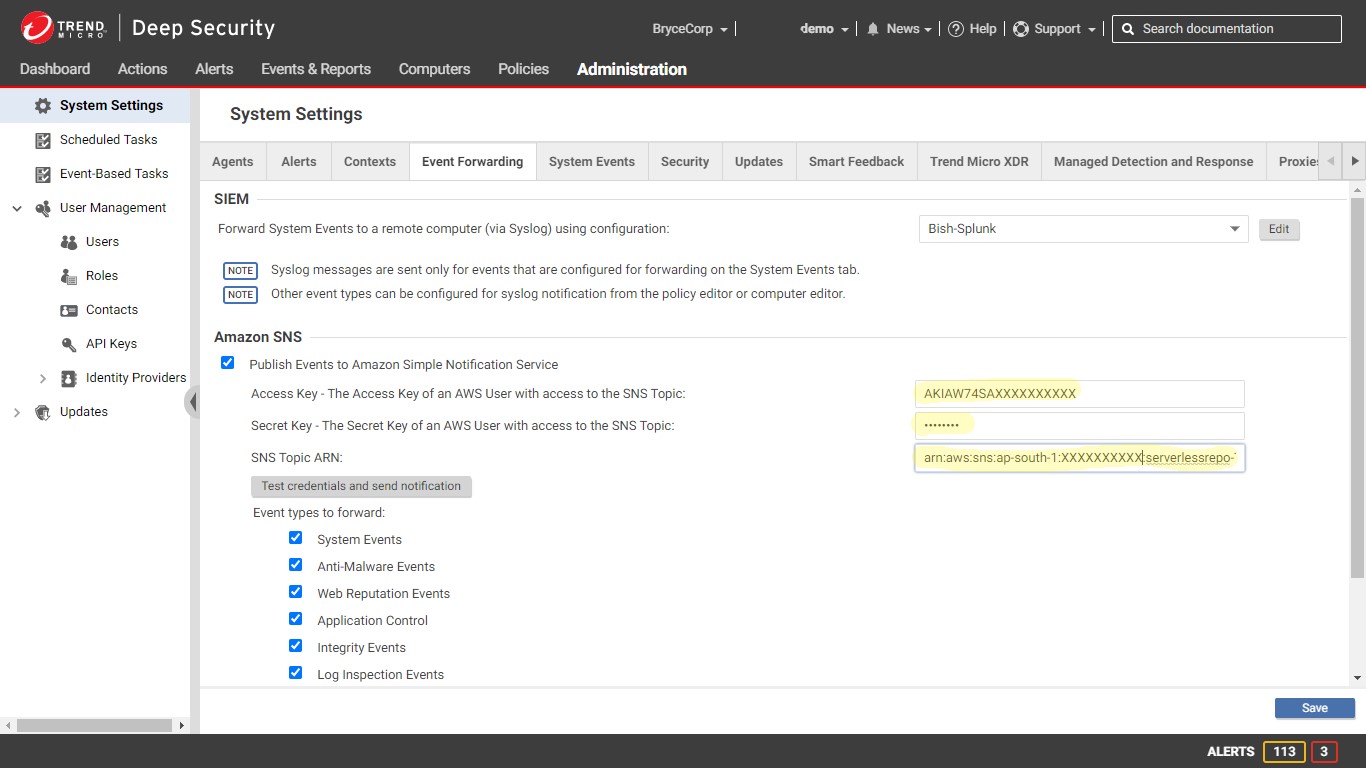 TREND MICRO Deep Security BryceCorp demo News Help Support Search documentation
Dashboard Actions Alerts Events & Reports Computers Policies Administration
System Settings
Scheduled Tasks
Event-Based Tasks
User Management
Users
Roles
Contacts
API Keys
Identity Providers
Updates
System Settings
Agents Alerts Contexts Event Forwarding System Events Security Updates Smart Feedback Trend Micro XDR Managed Detection and Response Proxies
SIEM
Forward System Events to a remote computer (via Syslog) using configuration: Bish-Splunk Edit
NOTE Syslog messages are sent only for events that are configured for forwarding on the System Events tab.
NOTE Other event types can be configured for syslog notification from the policy editor or computer editor.
Amazon SNS
Publish Events to Amazon Simple Notification Service
Access Key - The Access Key of an AWS User with access to the SNS Topic: AKIAW74SAXXXXXXXXXX
Secret Key - The Secret Key of an AWS User with access to the SNS Topic: ••••••••
SNS Topic ARN: arn:aws:sns:ap-south-1:XXXXXXXXXX:serverlessrepo-
Test credentials and send notification
Event types to forward:
System Events
Anti-Malware Events
Web Reputation Events
Application Control
Integrity Events
Log Inspection Events
Save
ALERTS 113 3